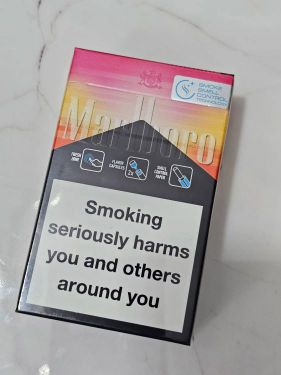 SMOKE
SMELL
CONTROL
TECHNOLOGY
Marlboro
FRESH
FLAVOR
CAPSULES
2x
SMELL
CONTROL
PAPER
Smoking
seriously harms
you and others
around you